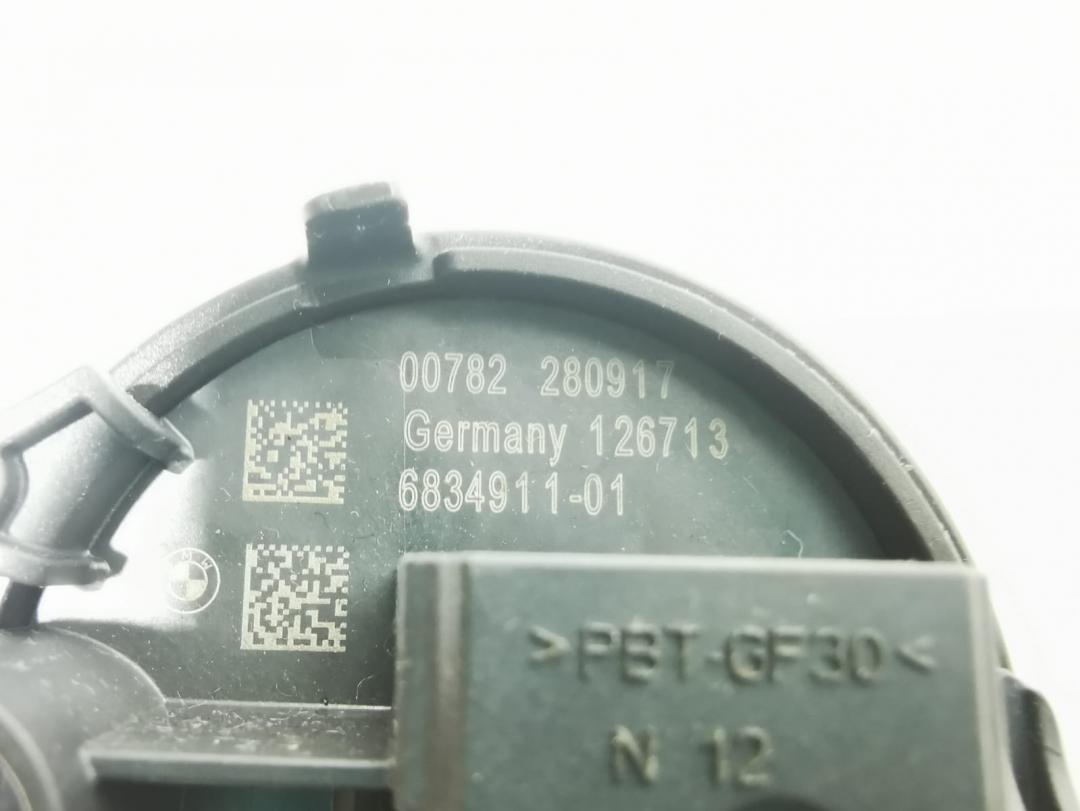 00782 280917
Germany 126713
6834911-01
>PBT-GF30<
N 12